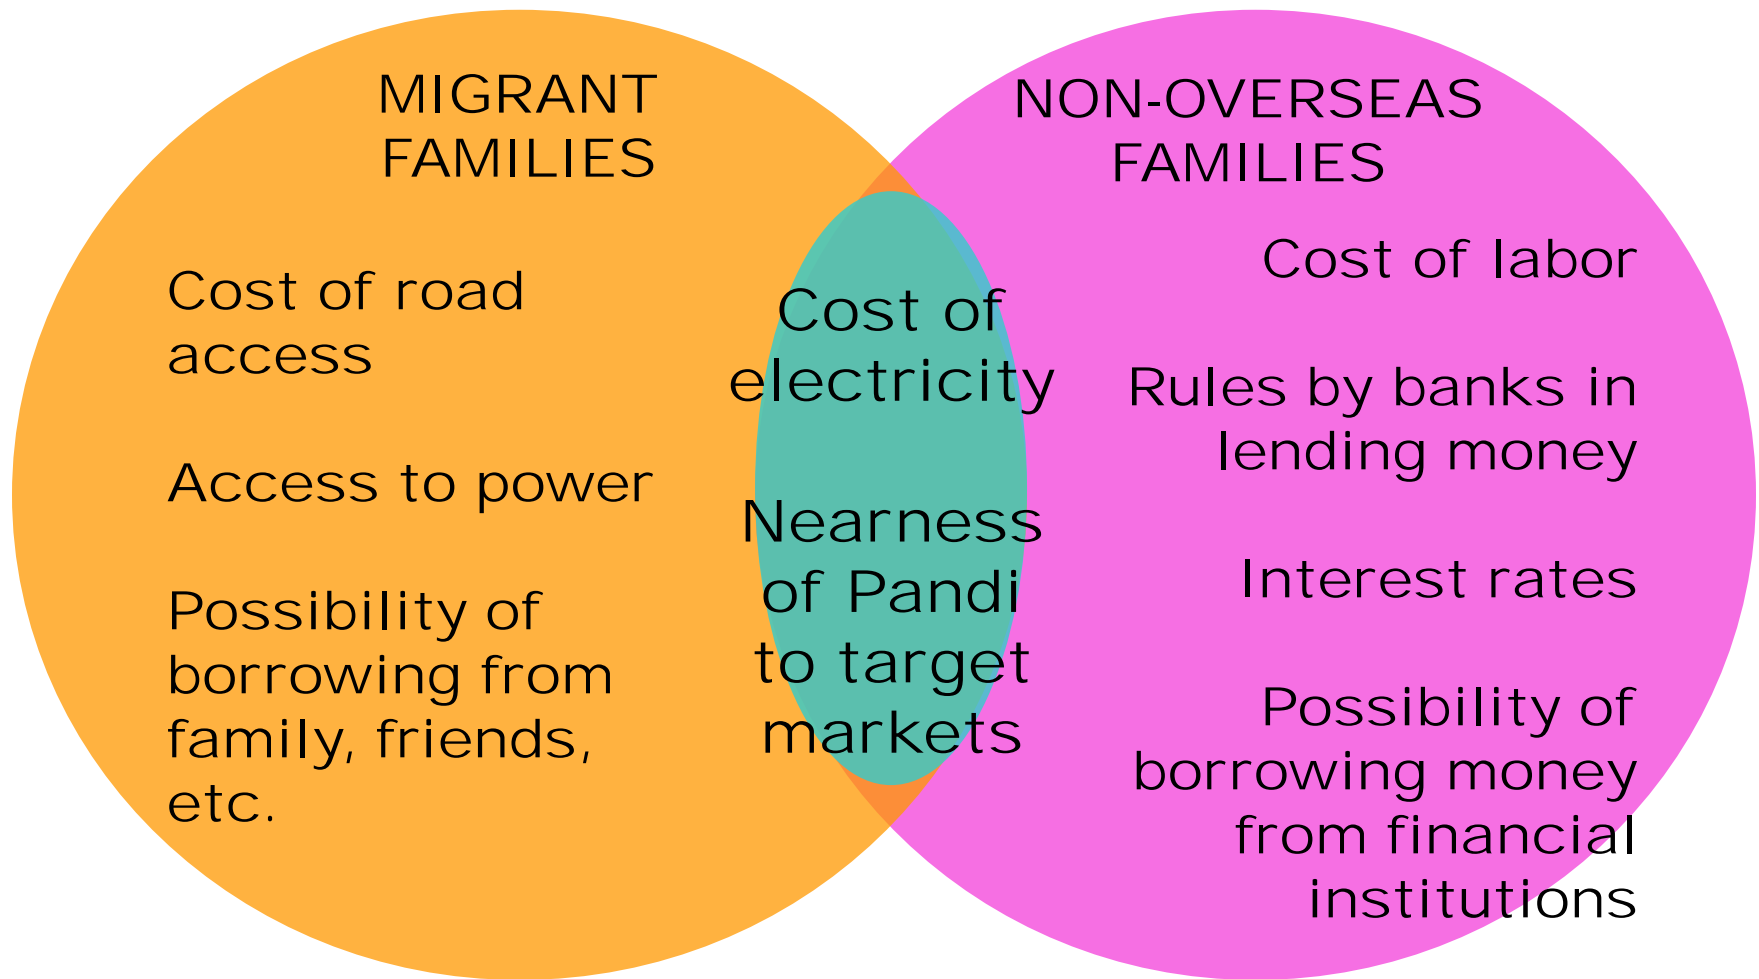 MIGRANT
FAMILIES
Cost of road
access
Access to power
Possibility of
borrowing from
family, friends,
etc.
Cost of
electricity
Nearness
of Pandi
to target
markets
NON-OVERSEAS
FAMILIES
Cost of labor
Rules by banks in
lending money
Interest rates
Possibility of
borrowing money
from financial
institutions